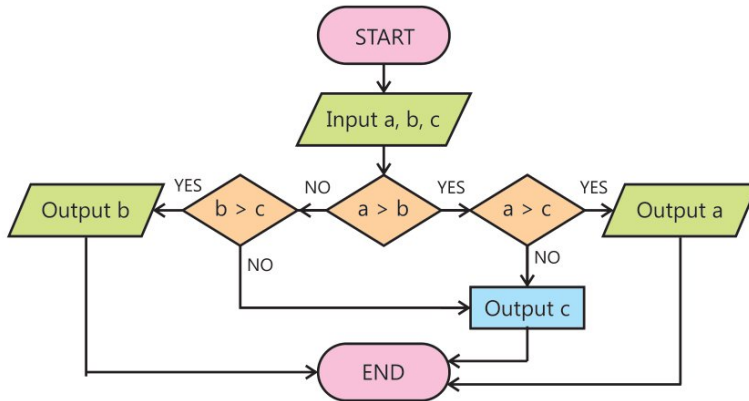 START
Input a, b, c
YES
NO
YES
YES
Output b
b > c
a > b
a > c
Output a
NO
NO
Output c
END